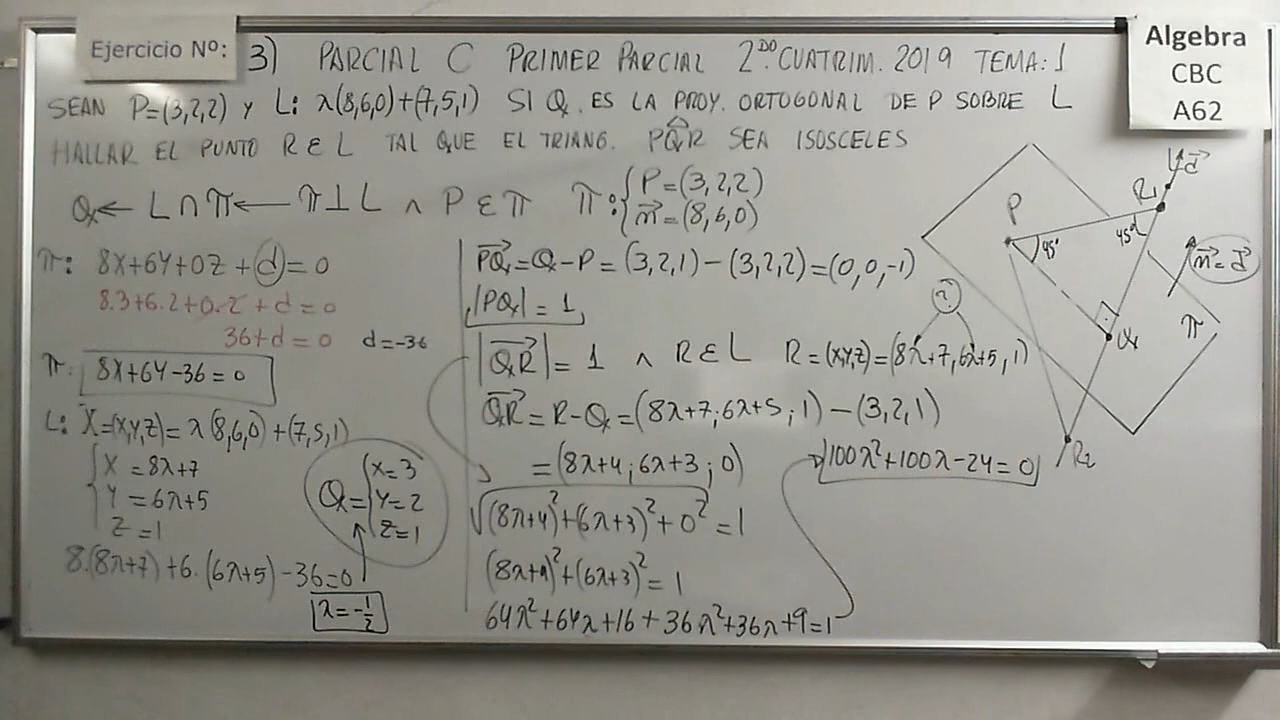 Ejercicio Nº:
3) PARCIAL C PRIMER PARCIAL 2DO. CUATRIM. 2019 TEMA: 1
Algebra
CBC
A62
SEAN P=(3,2,2) Y L: λ(8,6,0)+(7,5,1) SI Q ES LA PROY. ORTOGONAL DE P SOBRE L
HALLAR EL PUNTO R ε L TAL QUE EL TRIANG. PQ̂R SEA ISOSCELES
Q ← L∩π ← π⊥L ∧ P ε π π: { P=(3,2,2)
n⃗=(8,6,0)
π: 8X+6Y+0Z+d=0
8.3+6.2+0.2+d=0
36+d=0 d=-36
π: 8X+6Y-36=0
L: X=(X,Y,Z)=λ(8,6,0)+(7,5,1)
X=8λ+7
Y=6λ+5
Z=1
Q= { X=3
Y=2
Z=1
8.(8λ+7)+6.(6λ+5)-36=0
λ=-1/2
PQ⃗=Q-P=(3,2,1)-(3,2,2)=(0,0,-1)
|PQ|=1
|QR⃗|=1 ∧ R ε L R=(X,Y,Z)=(8λ+7,6λ+5,1)
QR⃗=R-Q=(8λ+7;6λ+5;1)-(3,2,1)
=(8λ+4;6λ+3;0)
√(8λ+4)²+(6λ+3)²+0²=1
(8λ+4)²+(6λ+3)²=1
64λ²+64λ+16+36λ²+36λ+9=1
100λ²+100λ-24=0
P
45°
45°
R1
d⃗
n⃗=d⃗
π
Q
R2